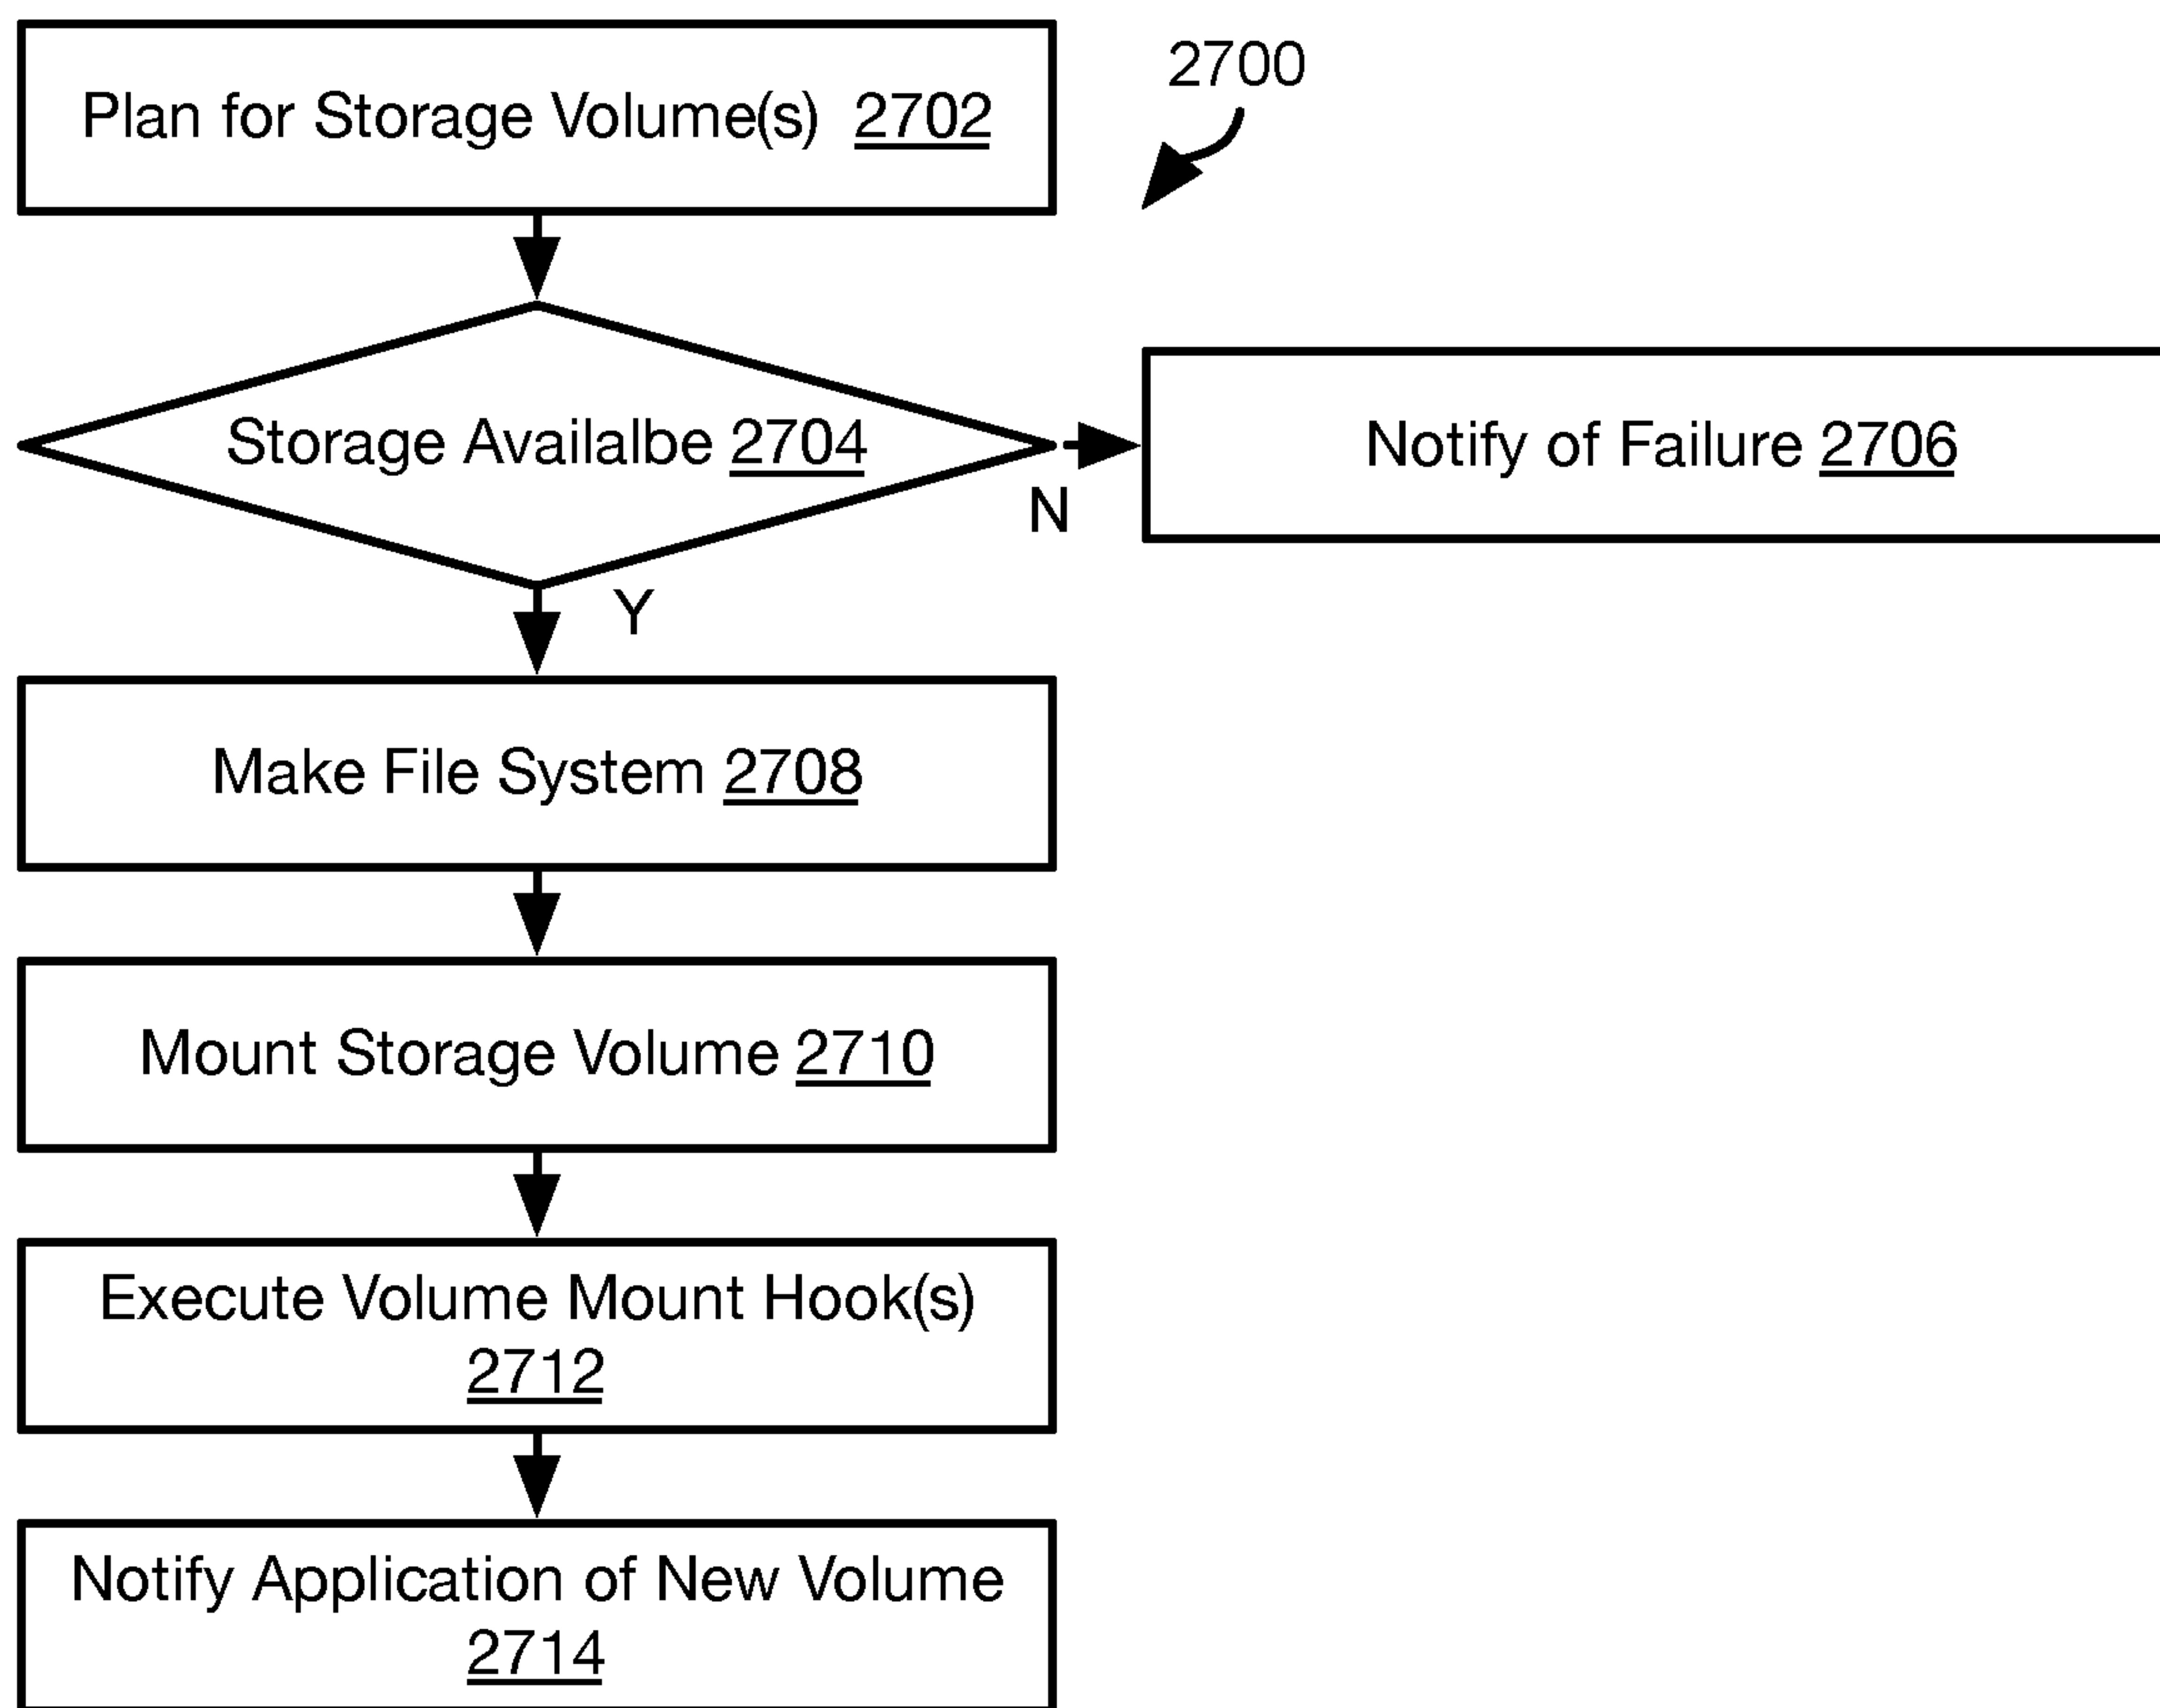 Plan for Storage Volume(s) 2702
2700
Storage Availalbe 2704
Notify of Failure 2706
N
Y
Make File System 2708
Mount Storage Volume 2710
Execute Volume Mount Hook(s)
2712
Notify Application of New Volume
2714